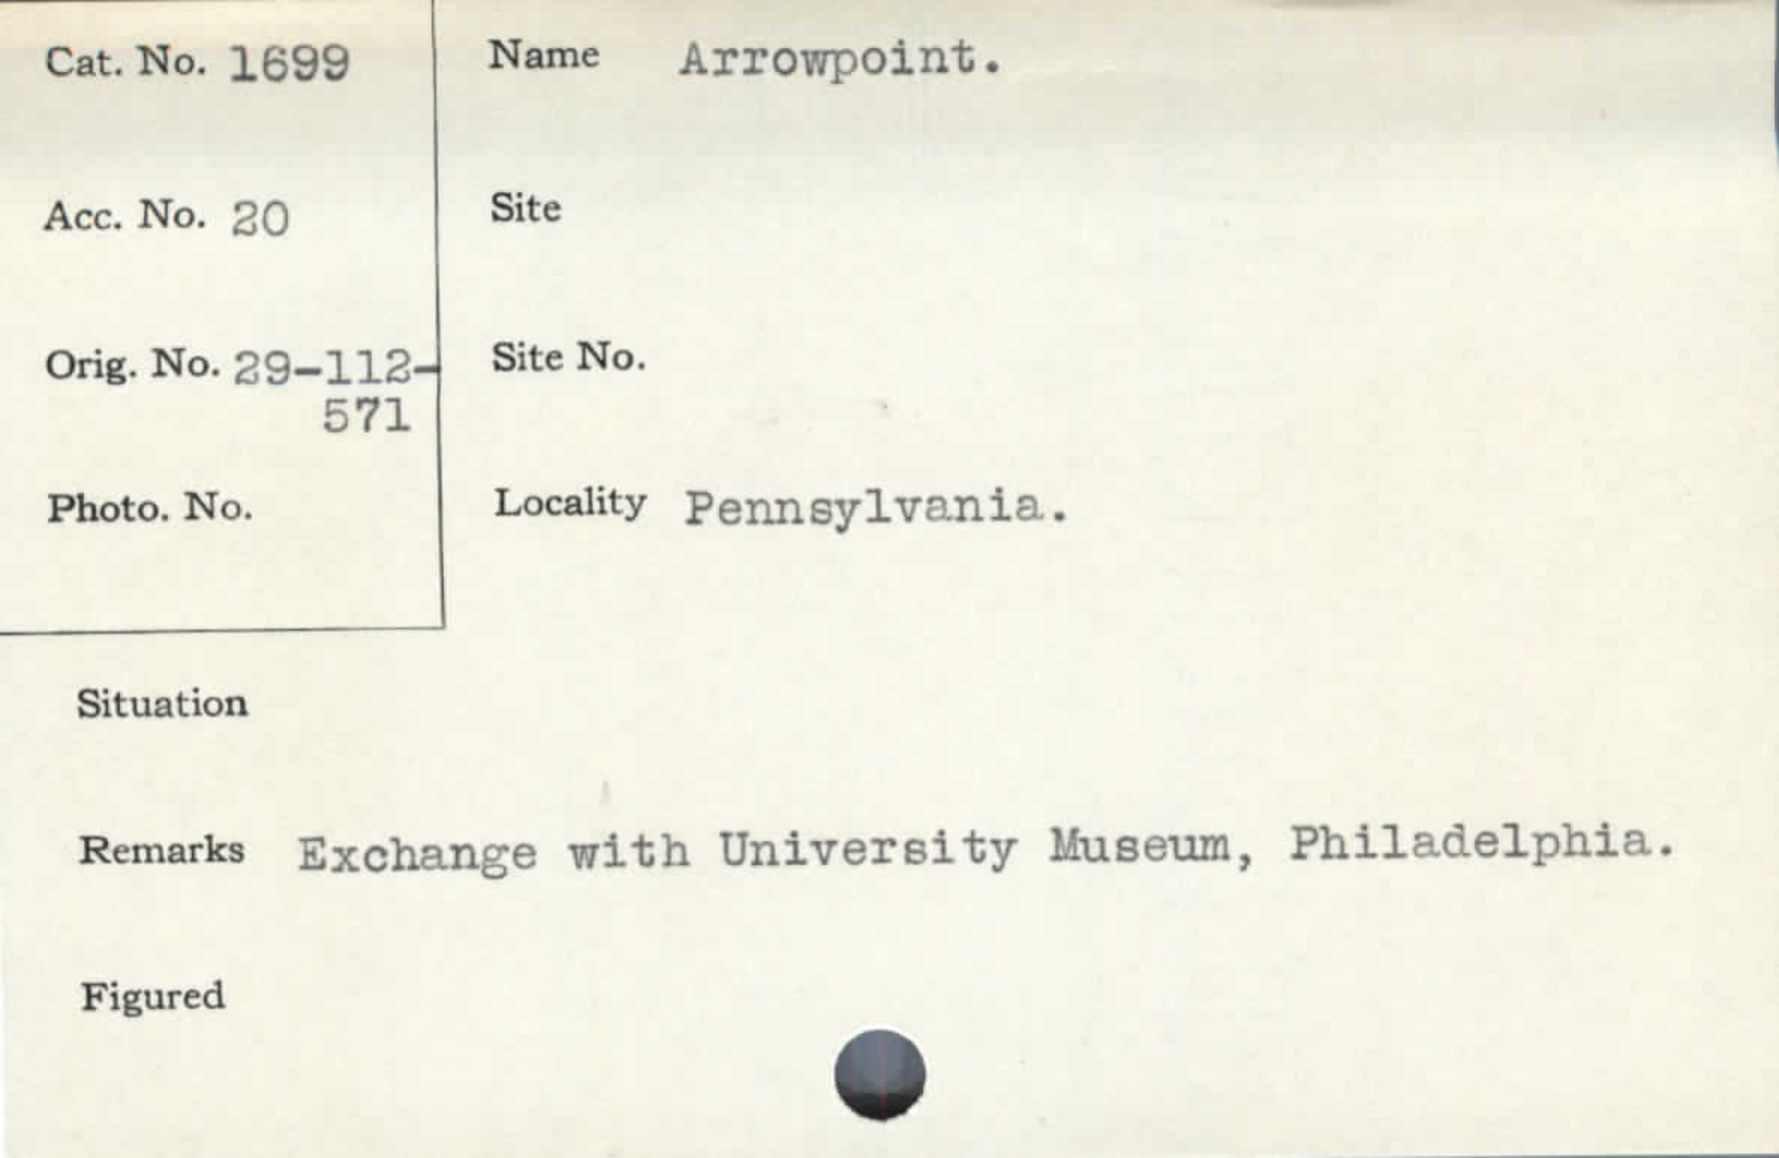 Cat. No. 1699
Name Arrowpoint.
Acc. No. 20
Site
Orig. No. 29-112-
571
Site No.
Photo. No.
Locality Pennsylvania.
Situation
Remarks Exchange with University Museum, Philadelphia.
Figured